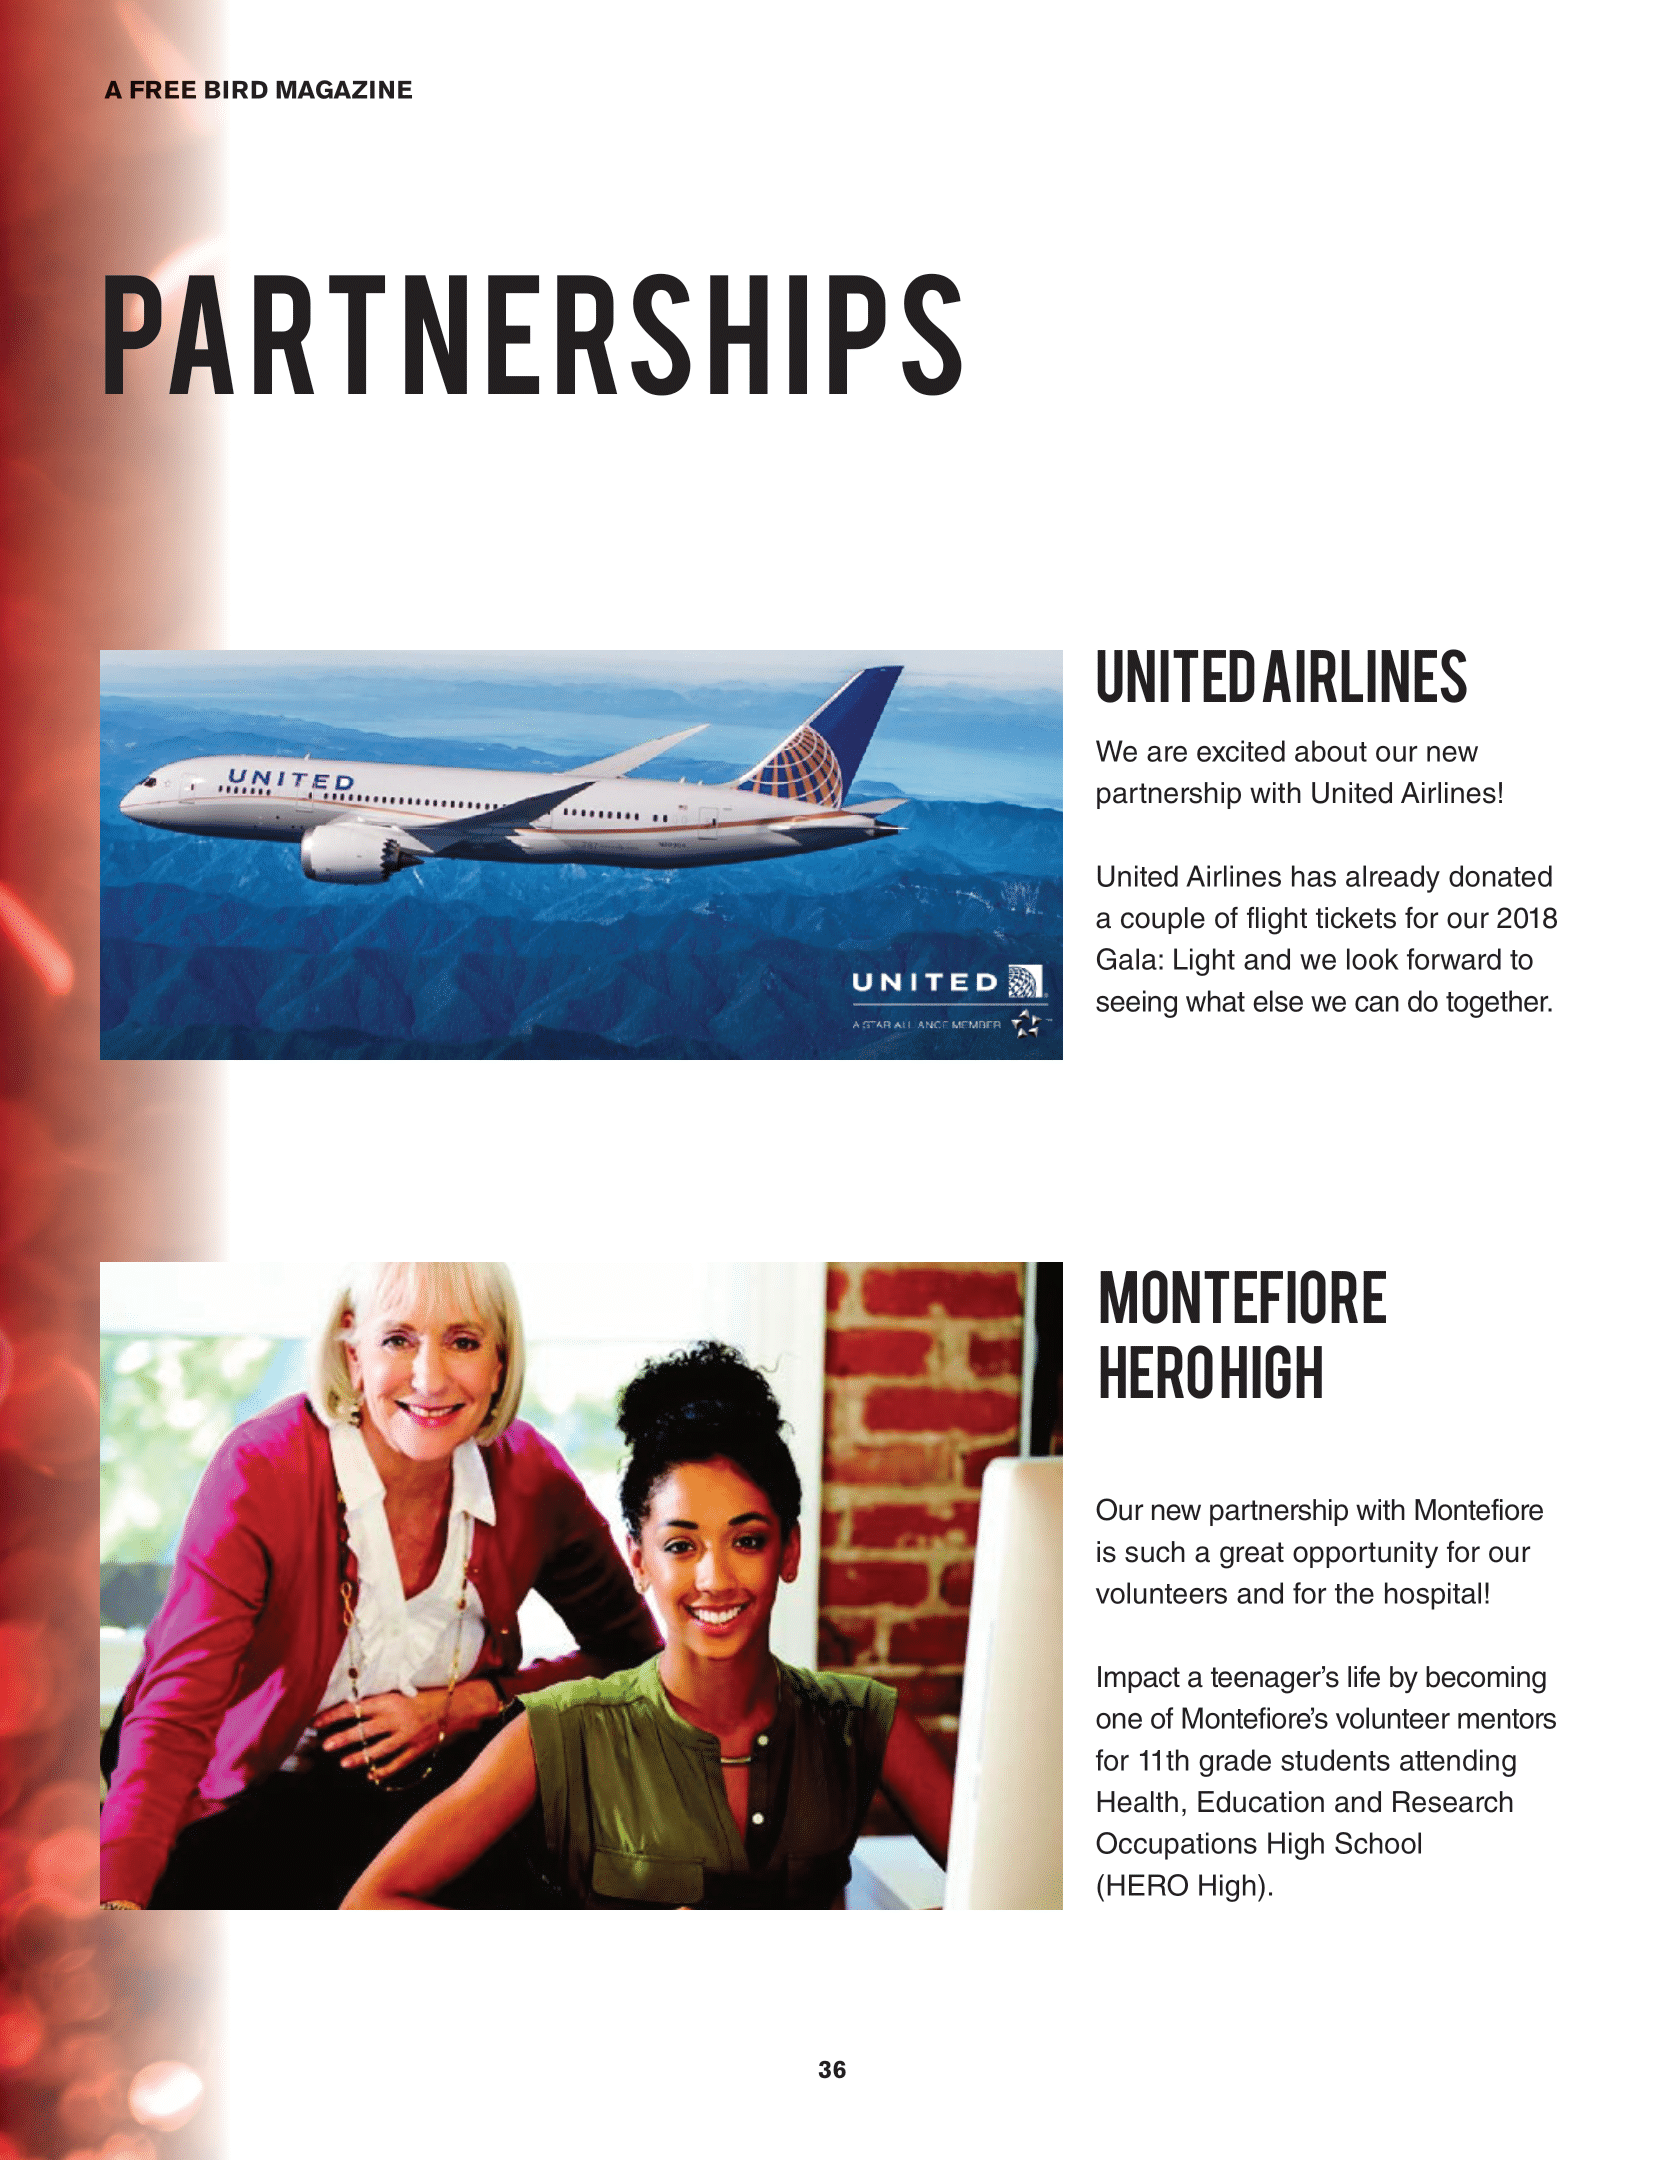 A FREE BIRD MAGAZINE
PARTNERSHIPS
UNITED
UNITED
A STAR ALLIANCE MEMBER
UNITED AIRLINES
We are excited about our new
partnership with United Airlines!
United Airlines has already donated
a couple of flight tickets for our 2018
Gala: Light and we look forward to
seeing what else we can do together.
MONTEFIORE
HERO HIGH
Our new partnership with Montefiore
is such a great opportunity for our
volunteers and for the hospital!
Impact a teenager’s life by becoming
one of Montefiore’s volunteer mentors
for 11th grade students attending
Health, Education and Research
Occupations High School
(HERO High).
36